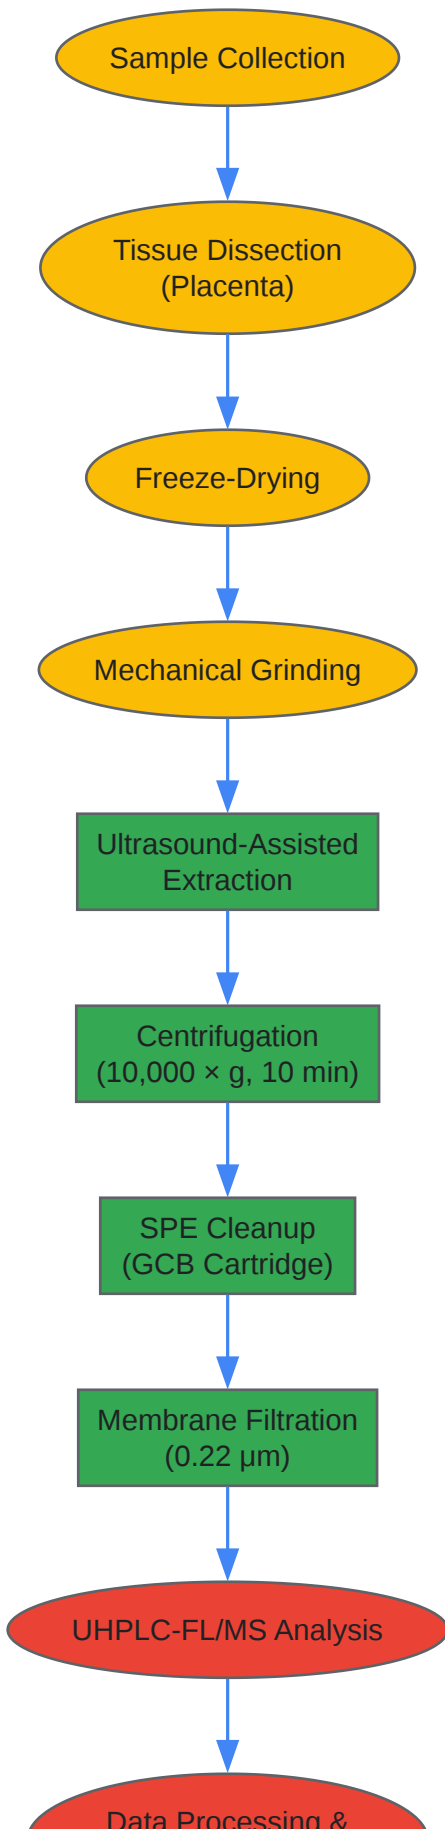 Sample Collection
Tissue Dissection
(Placenta)
Freeze-Drying
Mechanical Grinding
Ultrasound-Assisted
Extraction
Centrifugation
(10,000 × g, 10 min)
SPE Cleanup
(GCB Cartridge)
Membrane Filtration
(0.22 μm)
UHPLC-FL/MS Analysis
Data Processing &